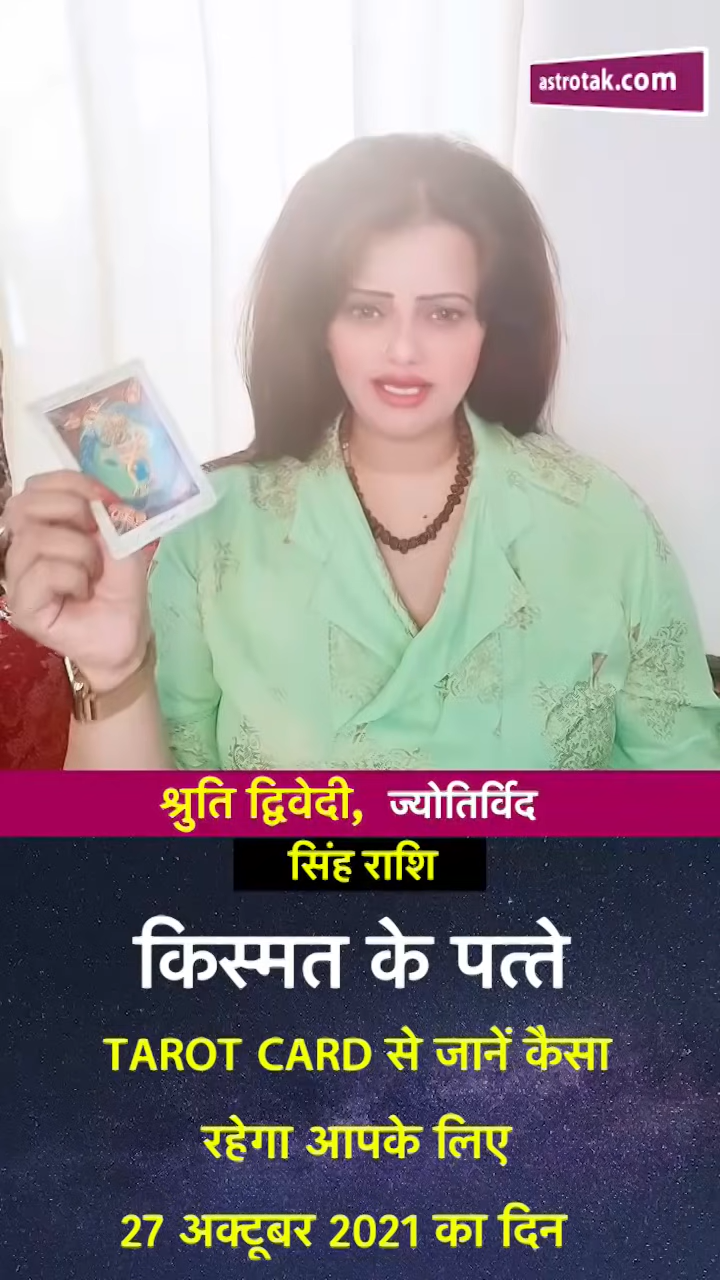 astrotak.com
श्रुति द्विवेदी, ज्योतिर्विद
सिंह राशि
किस्मत के पत्ते
TAROT CARD से जानें कैसा
रहेगा आपके लिए
27 अक्टूबर 2021 का दिन